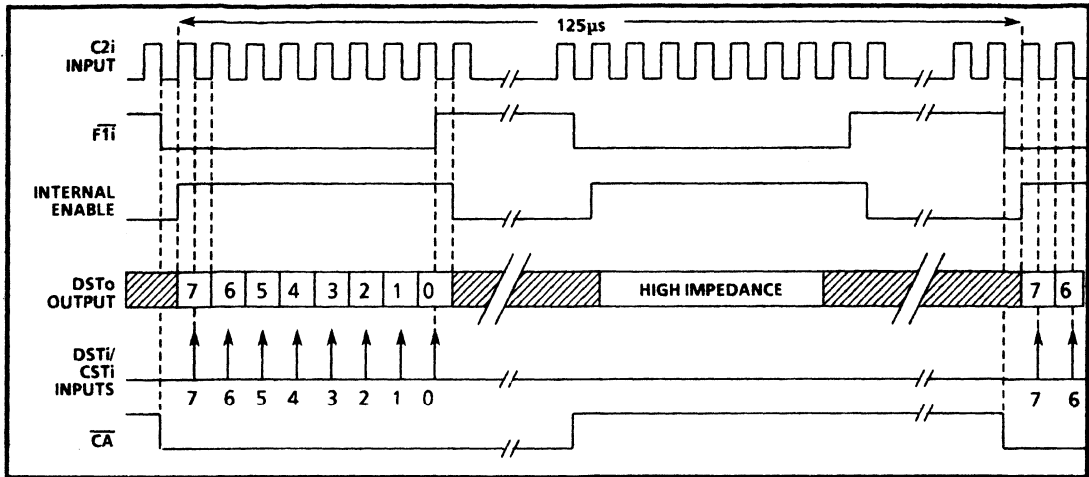 125μs
C2i
INPUT
F1i
INTERNAL
ENABLE
DSTo
OUTPUT
7 6 5 4 3 2 1 0 HIGH IMPEDANCE 7 6
DSTi/
CSTi
INPUTS
7 6 5 4 3 2 1 0 7 6
CA